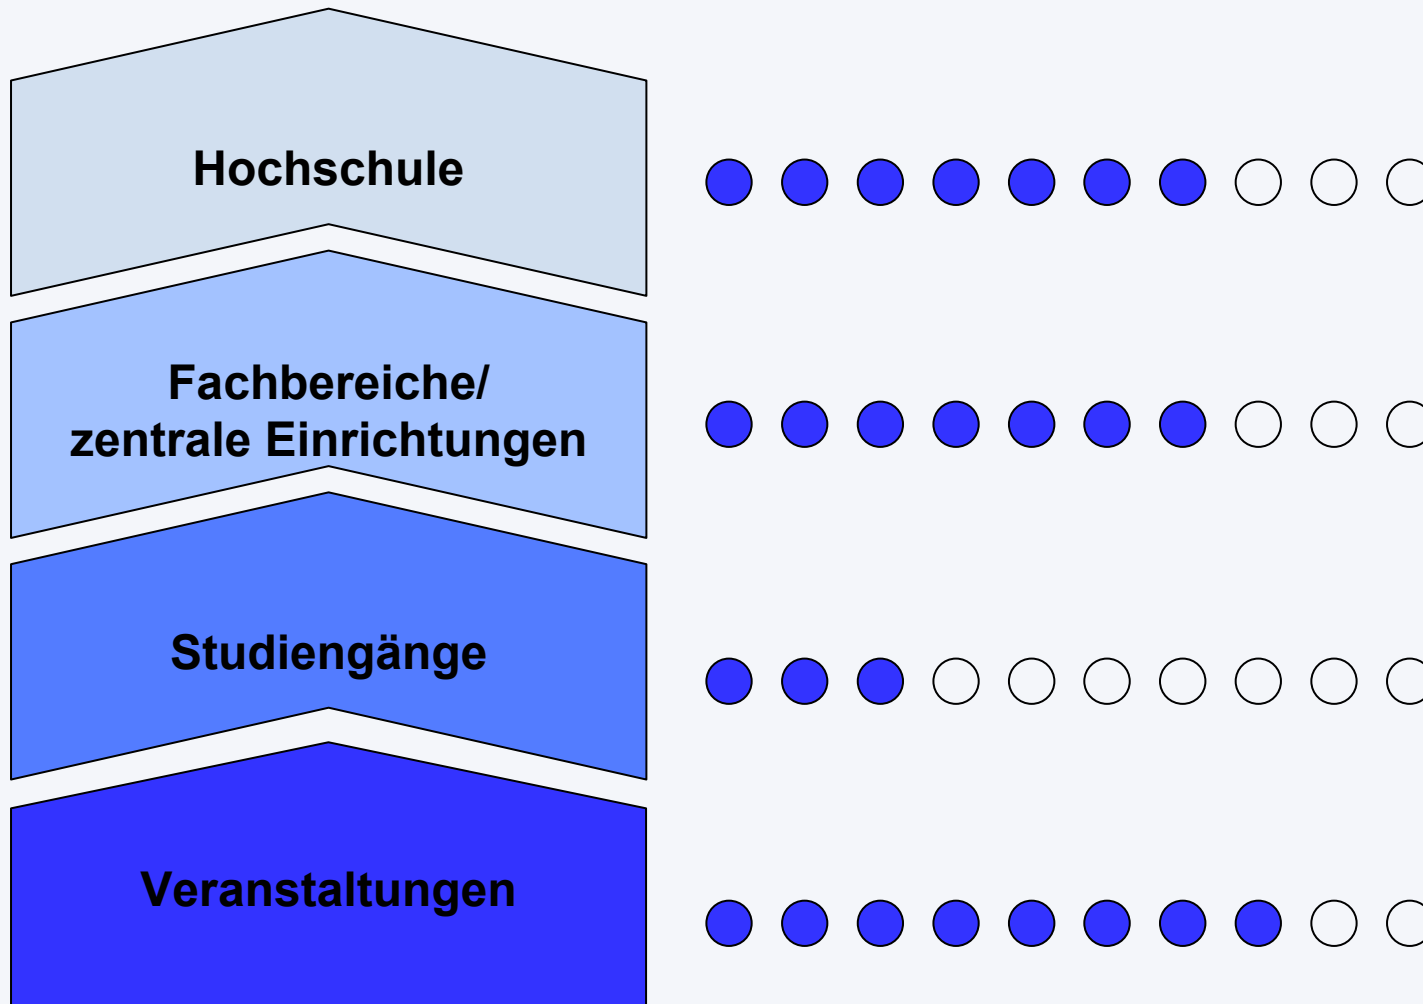 Hochschule
Fachbereiche/
zentrale Einrichtungen
Studiengänge
Veranstaltungen